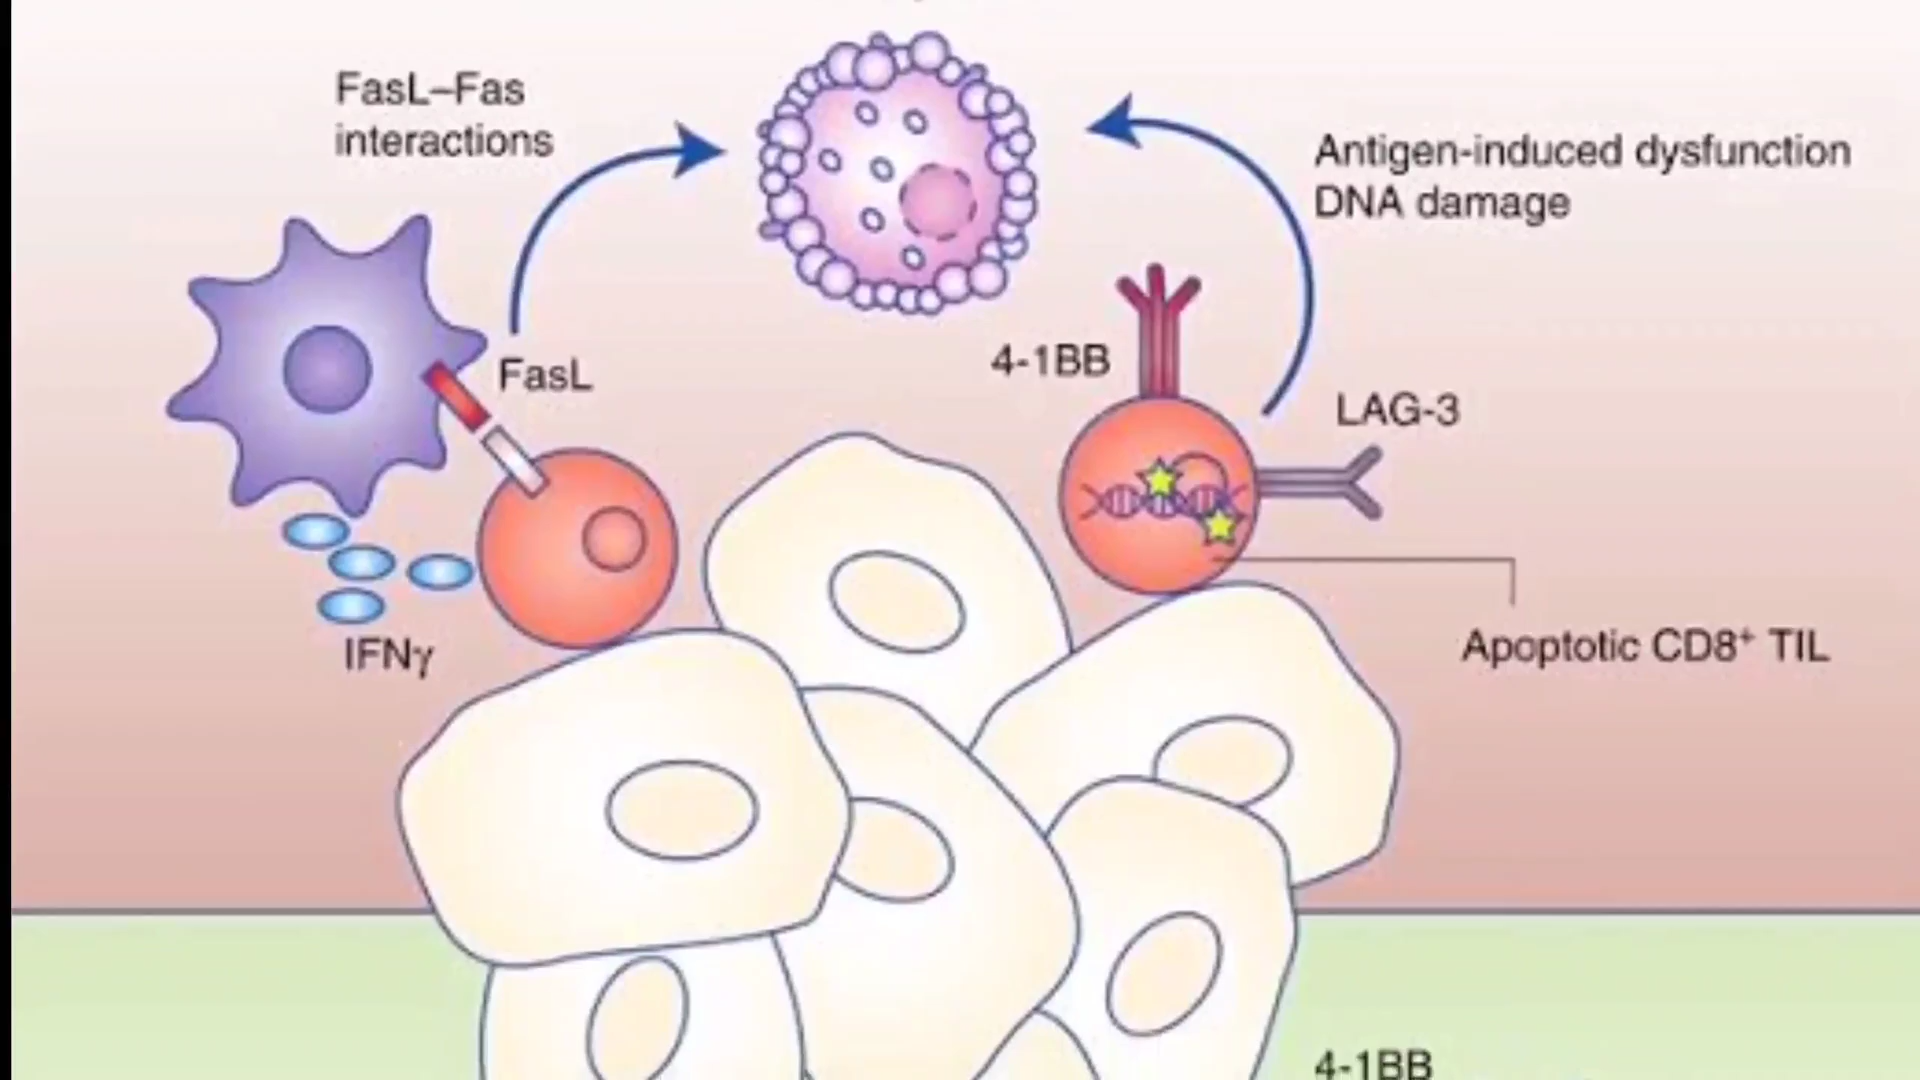 FasL–Fas
interactions
Antigen-induced dysfunction
DNA damage
4-1BB
FasL
LAG-3
IFNγ
Apoptotic CD8⁺ TIL
4-1BB